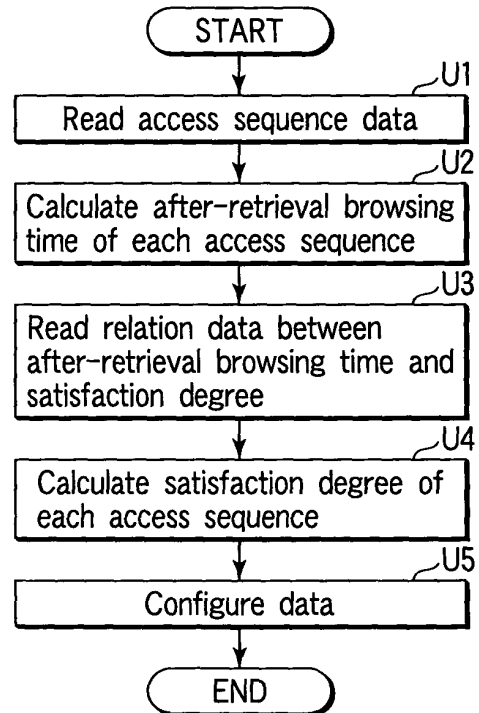 START
U1
Read access sequence data
U2
Calculate after-retrieval browsing
time of each access sequence
U3
Read relation data between
after-retrieval browsing time and
satisfaction degree
U4
Calculate satisfaction degree of
each access sequence
U5
Configure data
END